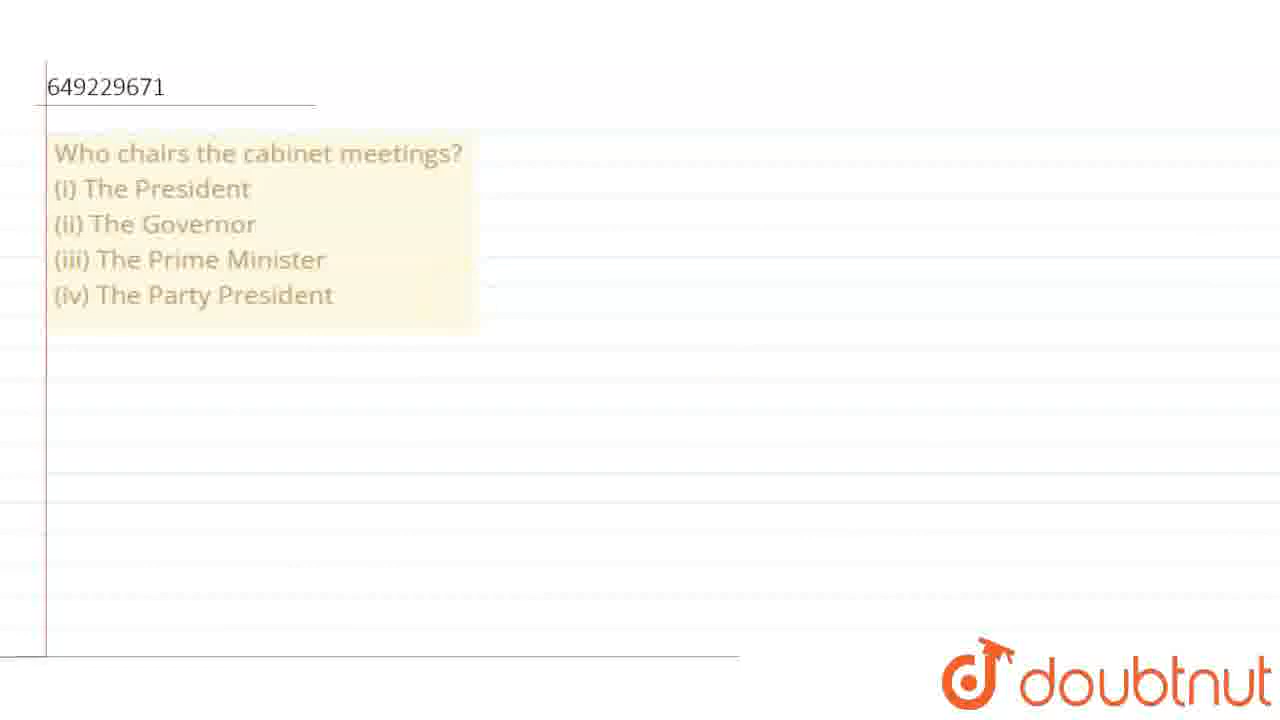 649229671
Who chairs the cabinet meetings?
(i) The President
(ii) The Governor
(iii) The Prime Minister
(iv) The Party President
doubtnut